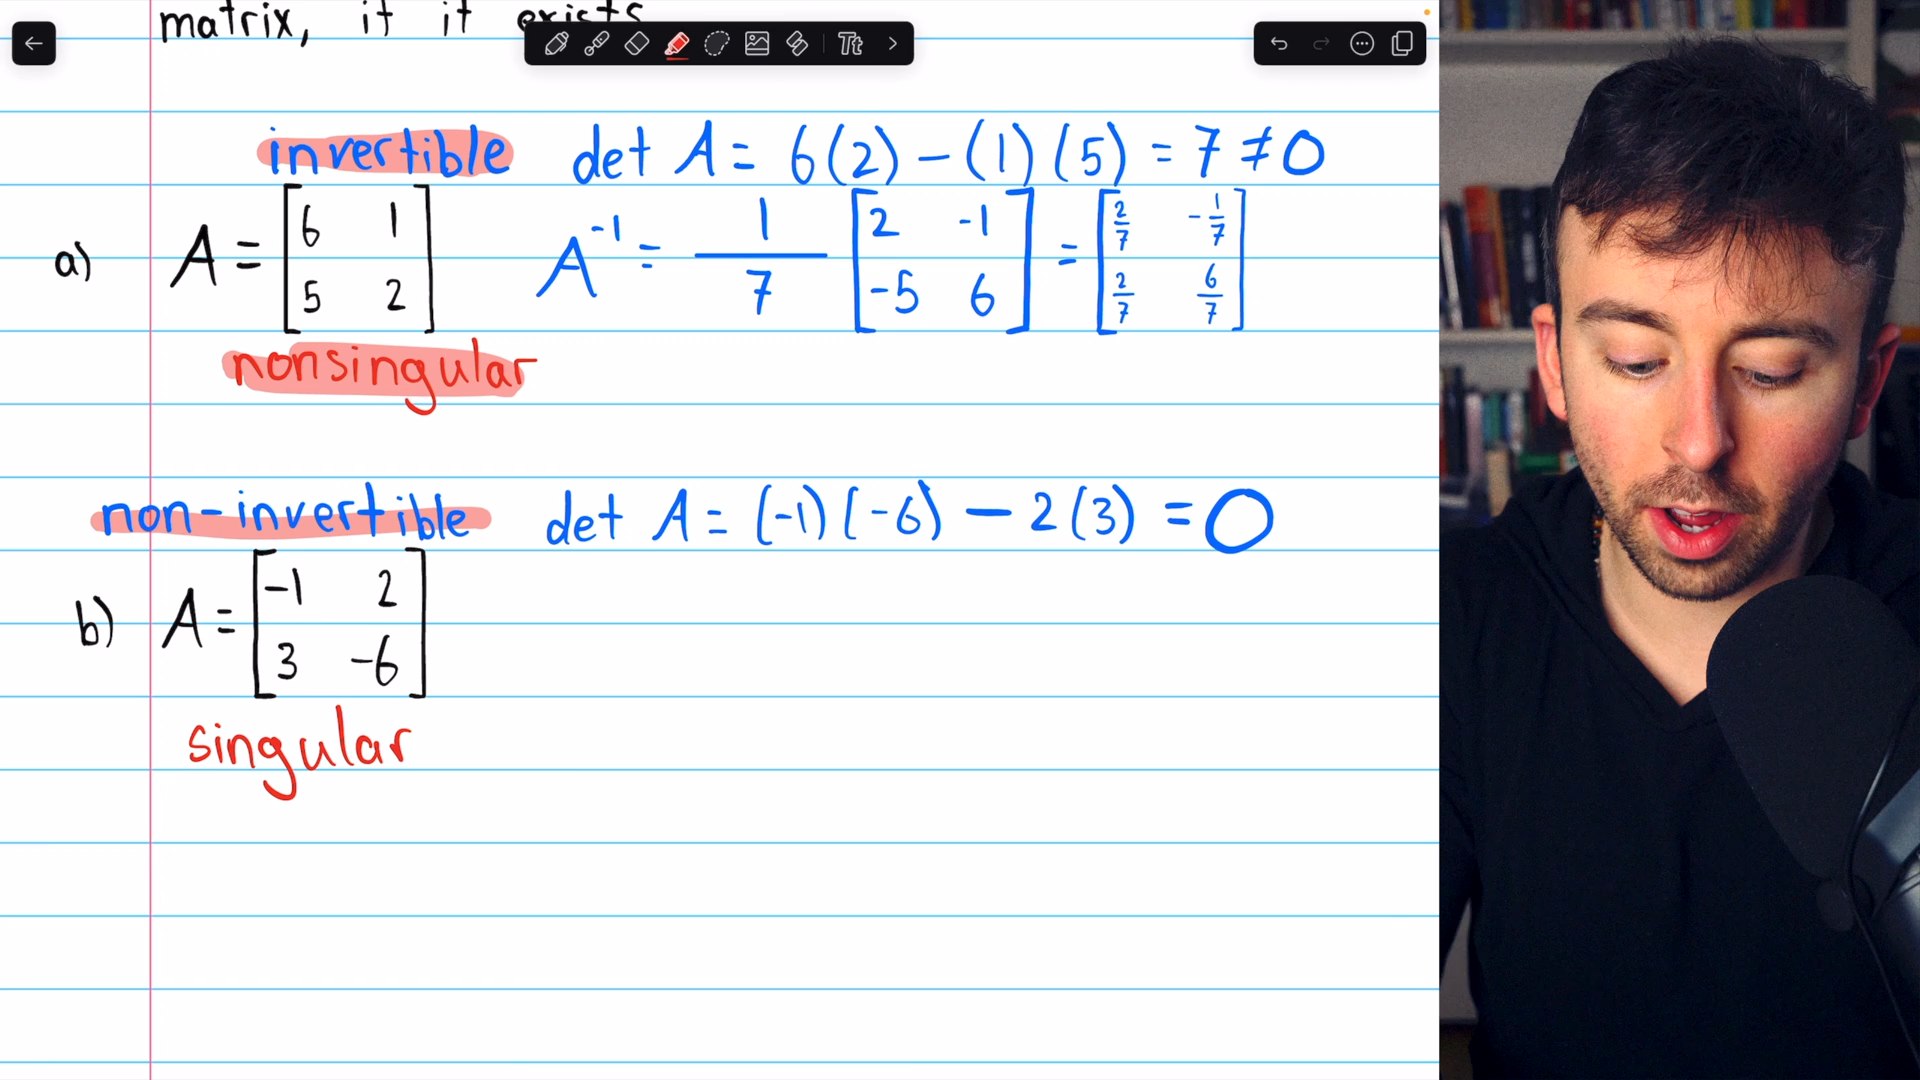 matrix, if it exists
Tt
invertible det A = 6(2) - (1)(5) = 7 ≠ 0
a) A = [6 1; 5 2] A^-1 = 1/7 [2 -1; -5 6] = [2/7 -1/7; 2/7 6/7]
nonsingular
non-invertible det A = (-1)(-6) - 2(3) = 0
b) A = [-1 2; 3 -6]
singular